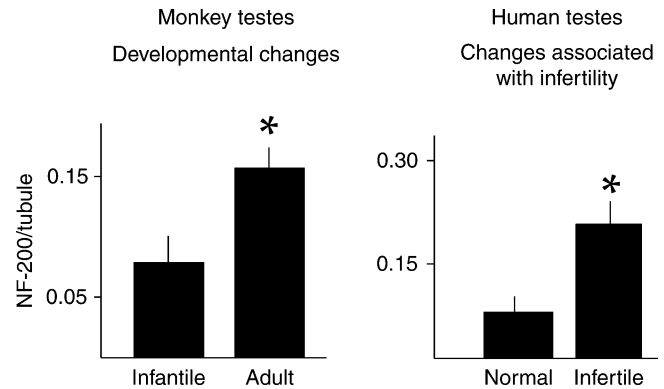 Monkey testes
Developmental changes
NF-200/tubule
0.15
0.05
*
Infantile
Adult
Human testes
Changes associated
with infertility
0.30
0.15
*
Normal
Infertile